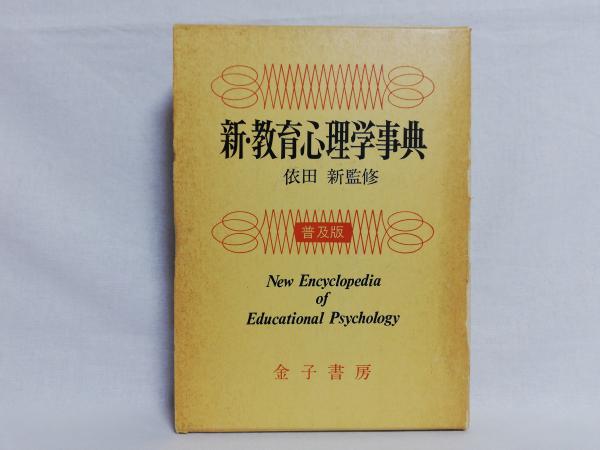 新・教育心理学事典
依田 新監修
普及版
New Encyclopedia
of
Educational Psychology
金子書房